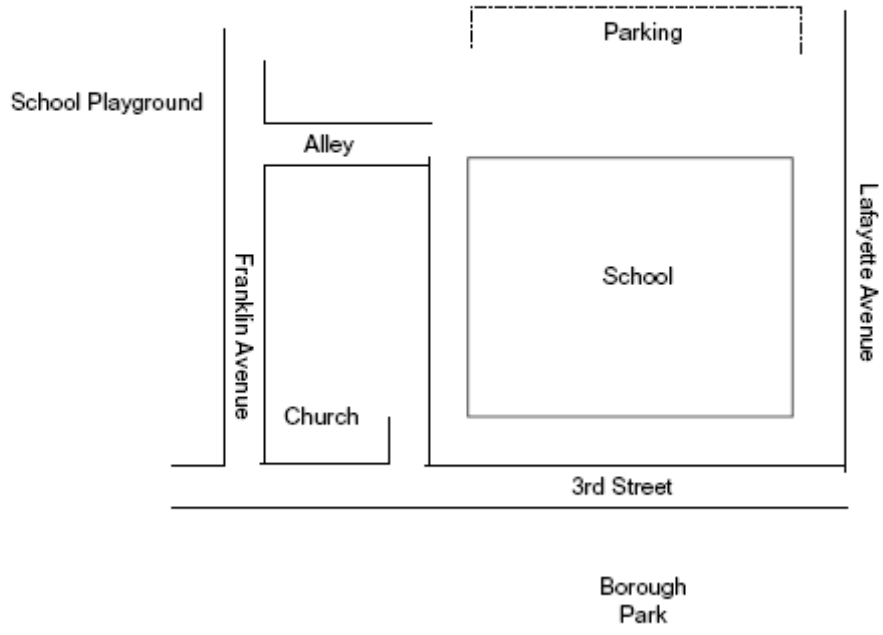 Parking
School Playground
Alley
Franklin Avenue
School
Lafayette Avenue
Church
3rd Street
Borough
Park